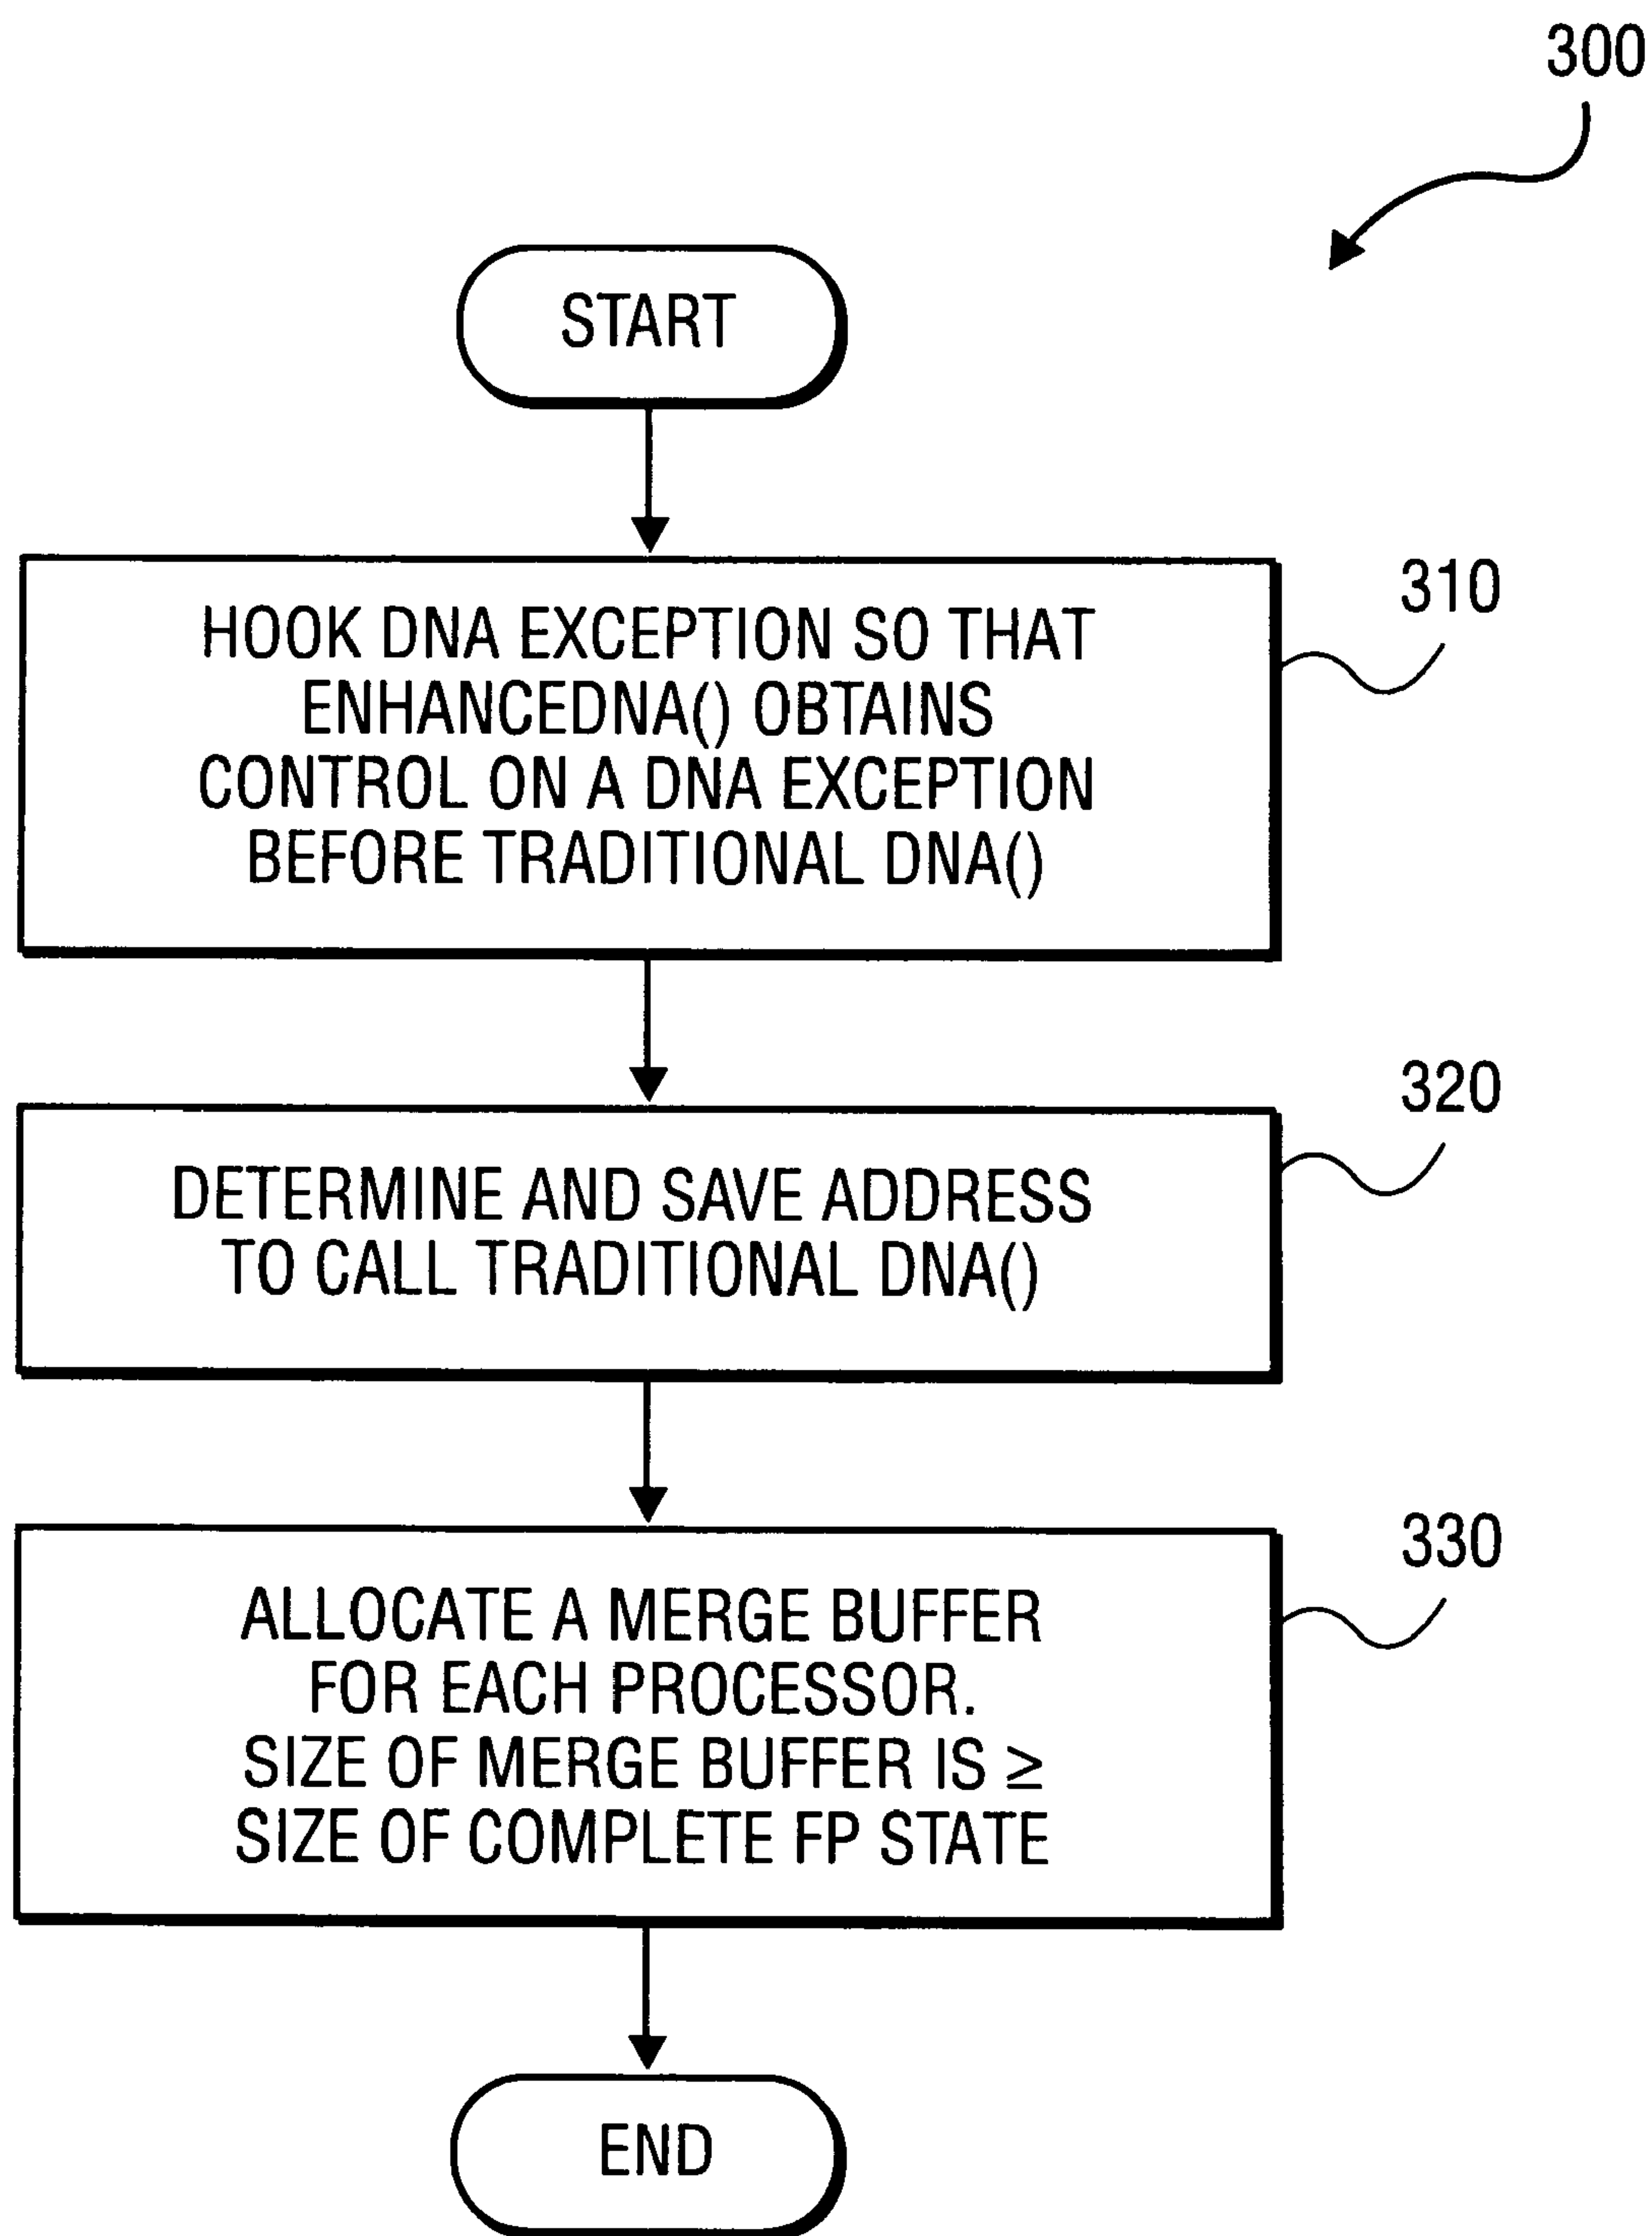 300
START
HOOK DNA EXCEPTION SO THAT
ENHANCEDNA() OBTAINS
CONTROL ON A DNA EXCEPTION
BEFORE TRADITIONAL DNA()
310
DETERMINE AND SAVE ADDRESS
TO CALL TRADITIONAL DNA()
320
ALLOCATE A MERGE BUFFER
FOR EACH PROCESSOR.
SIZE OF MERGE BUFFER IS ≥
SIZE OF COMPLETE FP STATE
330
END